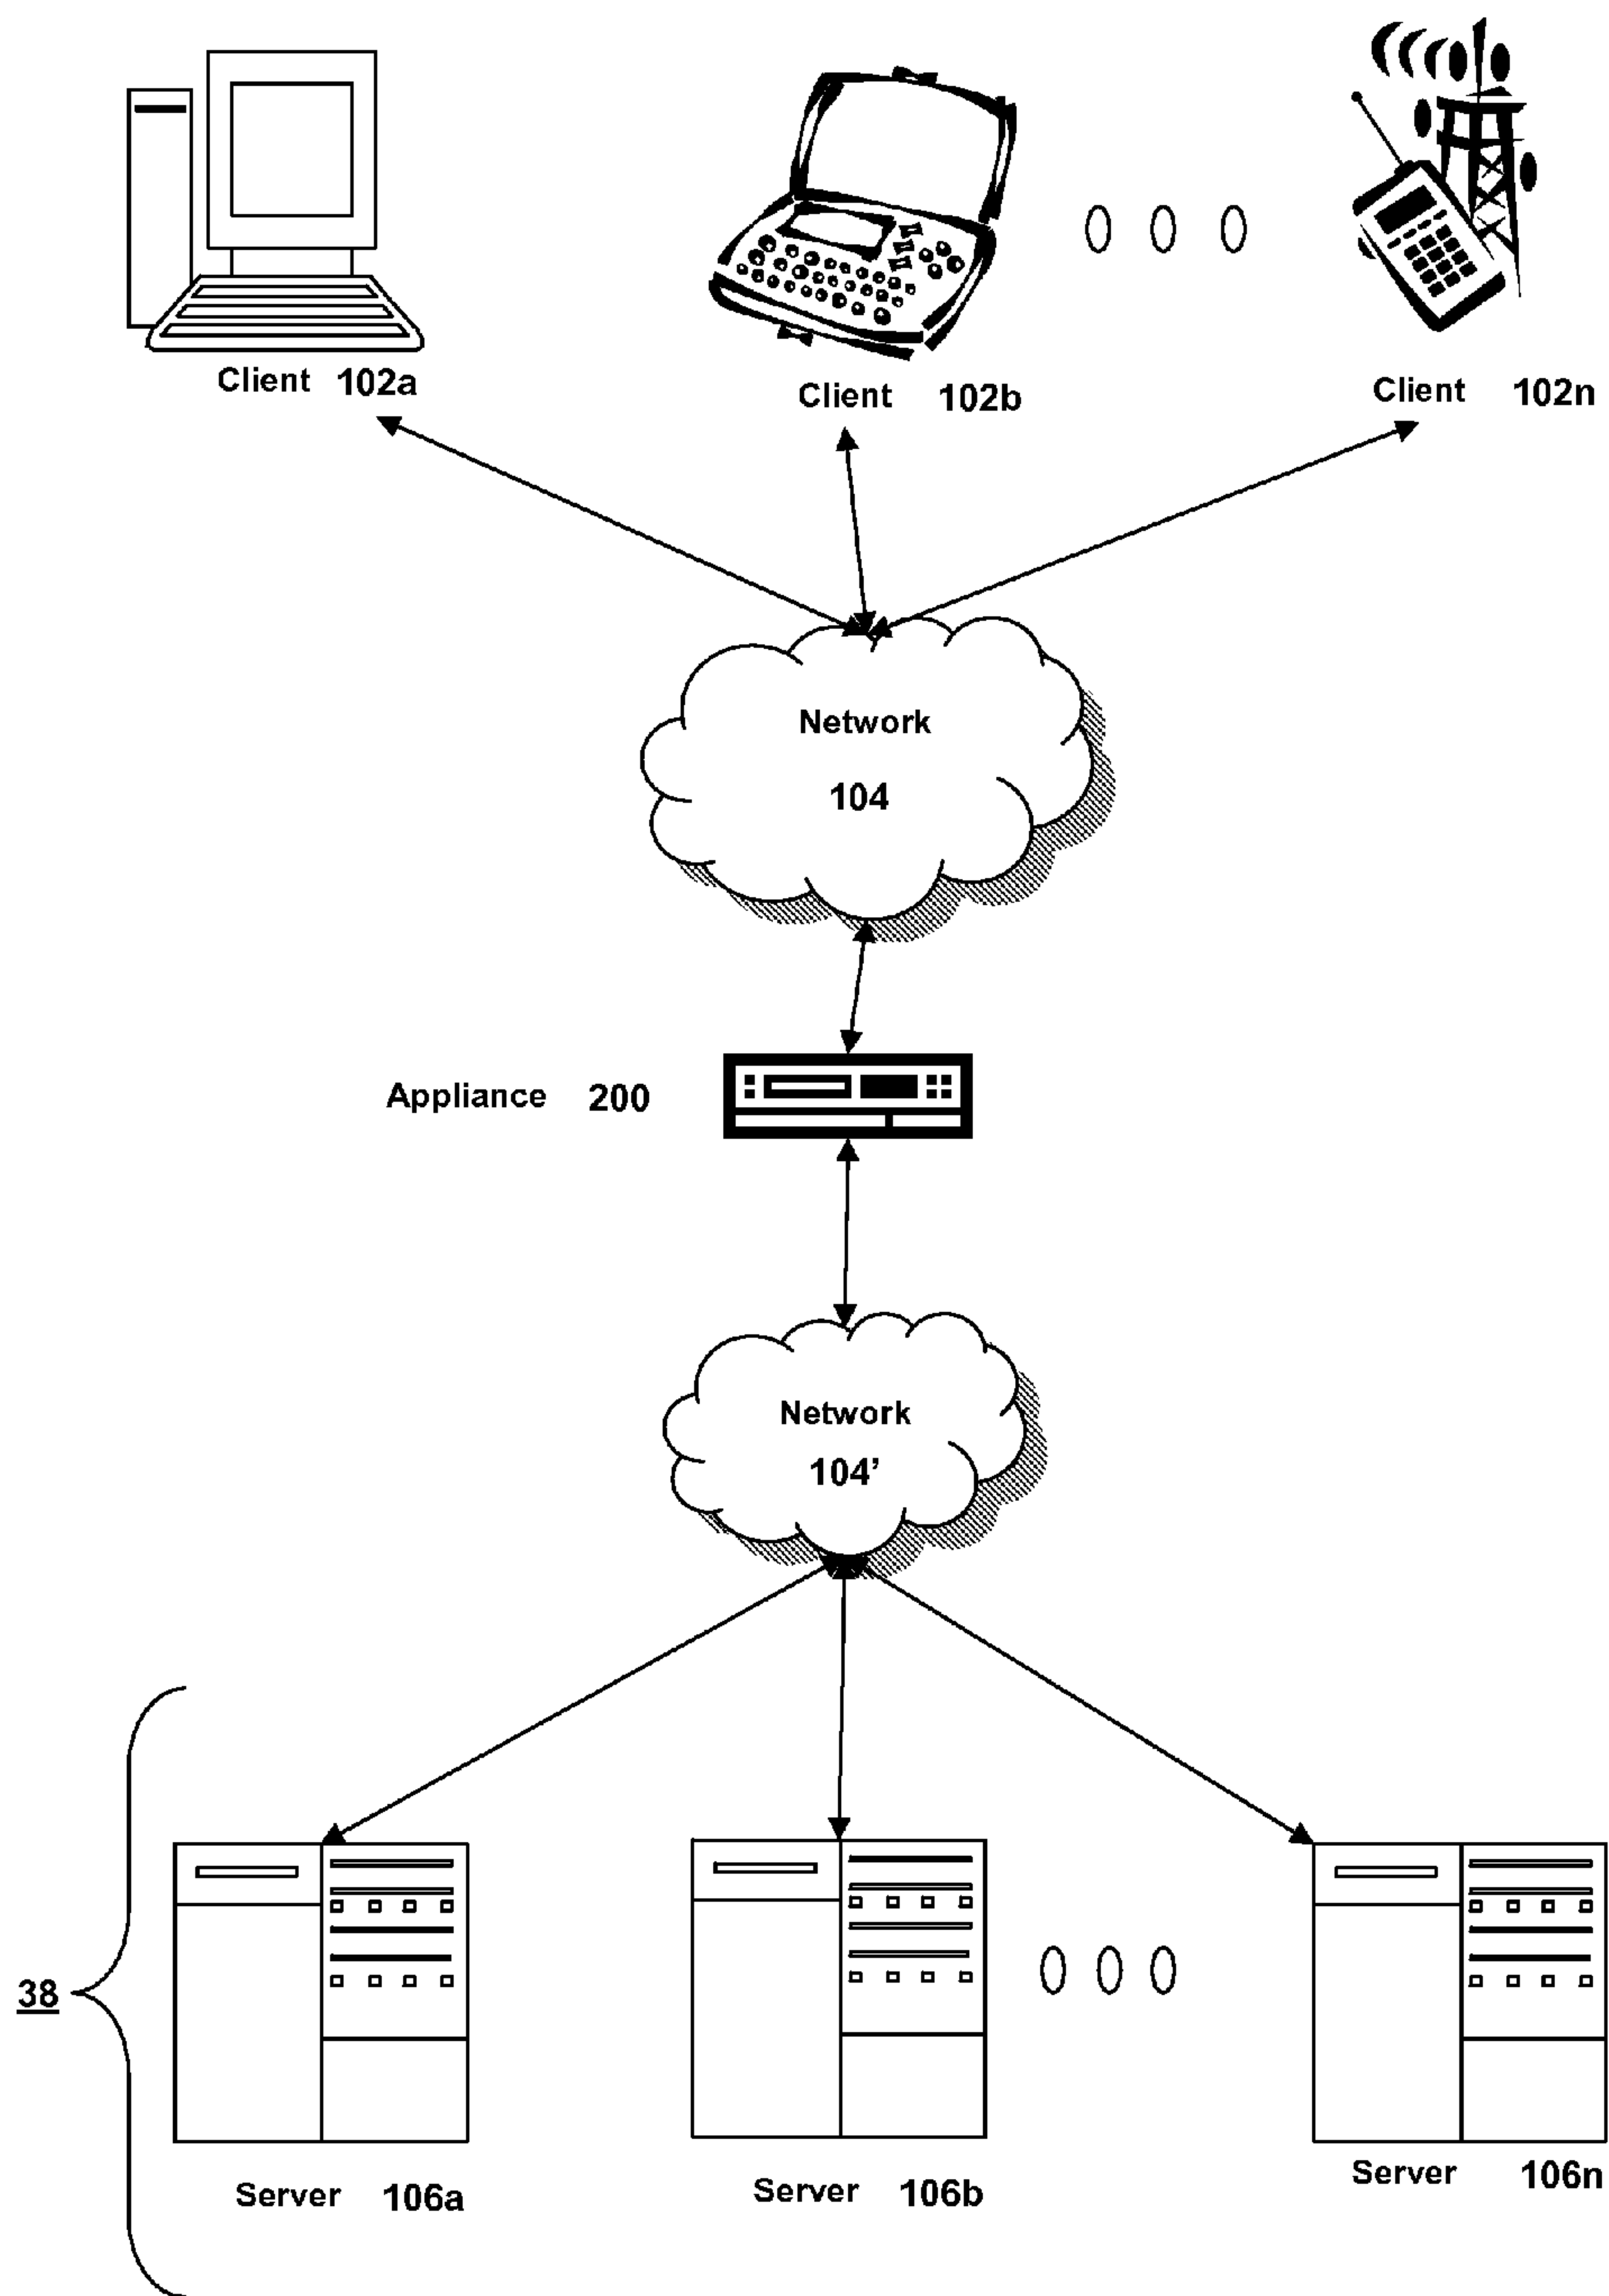 Client 102a
Client 102b
Client 102n
Network
104
Appliance 200
Network
104’
38
Server 106a
Server 106b
Server 106n